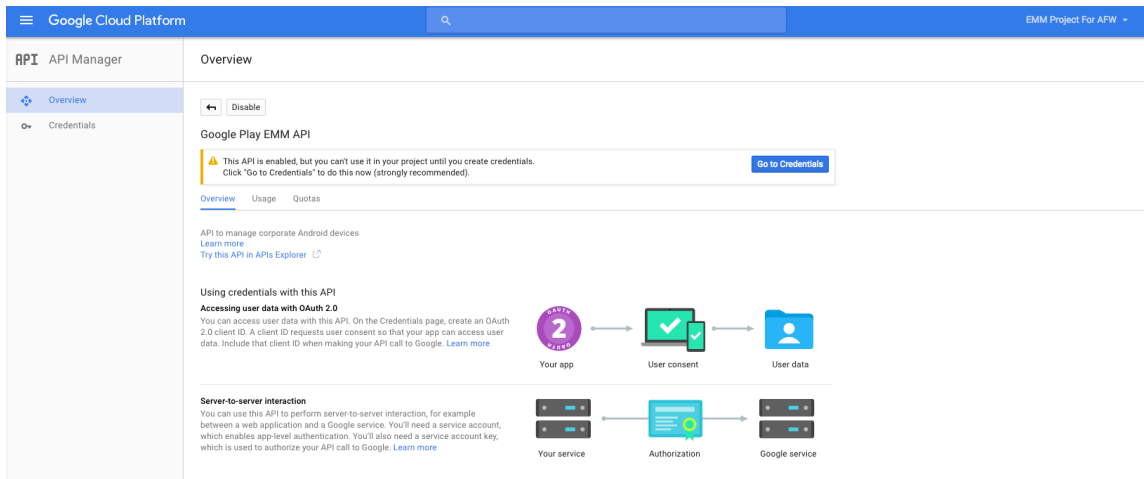 Google Cloud Platform
EMM Project For AFW
API API Manager
Overview
Overview
Credentials
Disable
Google Play EMM API
This API is enabled, but you can't use it in your project until you create credentials.
Click "Go to Credentials" to do this now (strongly recommended).
Go to Credentials
Overview Usage Quotas
API to manage corporate Android devices
Learn more
Try this API in APIs Explorer
Using credentials with this API
Accessing user data with OAuth 2.0
You can access user data with this API. On the Credentials page, create an OAuth
2.0 client ID. A client ID requests user consent so that your app can access user
data. Include that client ID when making your API call to Google. Learn more
OAUTH
2
OAUTH
Your app User consent User data
Server-to-server interaction
You can use this API to perform server-to-server interaction, for example
between a web application and a Google service. You'll need a service account,
which enables app-level authentication. You'll also need a service account key,
which is used to authorize your API call to Google. Learn more
Your service Authorization Google service